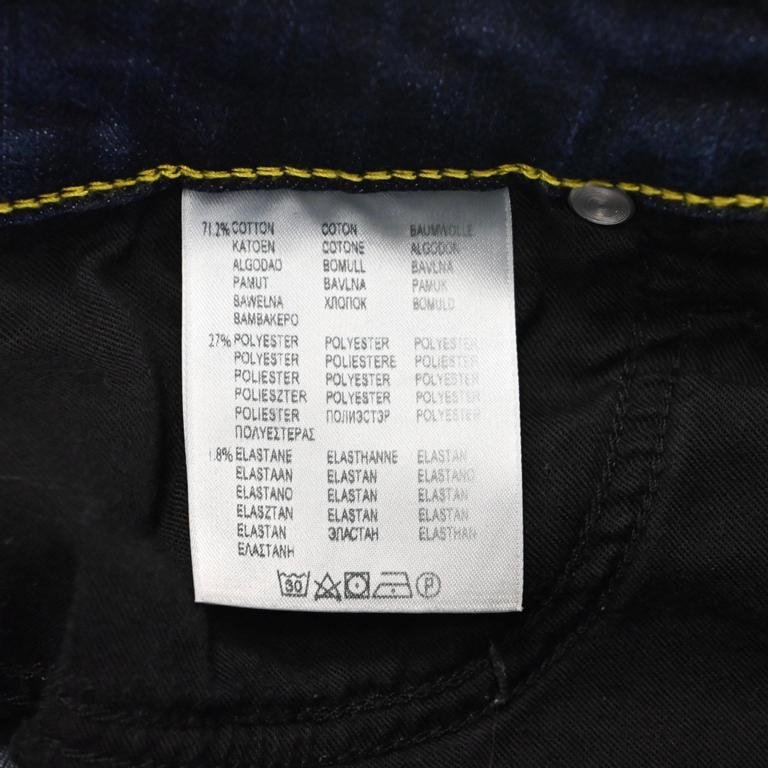 71.2% COTTON COTON BAUMWOLLE
KATOEN COTONE ALGODON
ALGODAO BOMULL BAVLNA
PAMUT BAVLNA PAMUK
BAWELNA ХЛОПОК BOMULD
ΒΑΜΒΑΚΕΡΟ
27% POLYESTER POLYESTER POLYESTER
POLYESTER POLIESTERE POLIESTER
POLIESTER POLYESTER POLYESTER
POLIESZTER POLYESTER POLYESTER
POLIESTER ПОЛИЭСТЭР POLYESTER
ΠΟΛΥΕΣΤΕΡΑΣ
1.8% ELASTANE ELASTHANNE ELASTAN
ELASTAAN ELASTAN ELASTANO
ELASTANO ELASTAN ELASTAN
ELASZTAN ELASTAN ELASTAN
ELASTAN ЭЛАСТАН ELASTHAN
ΕΛΑΣΤΑΝΗ
30 P